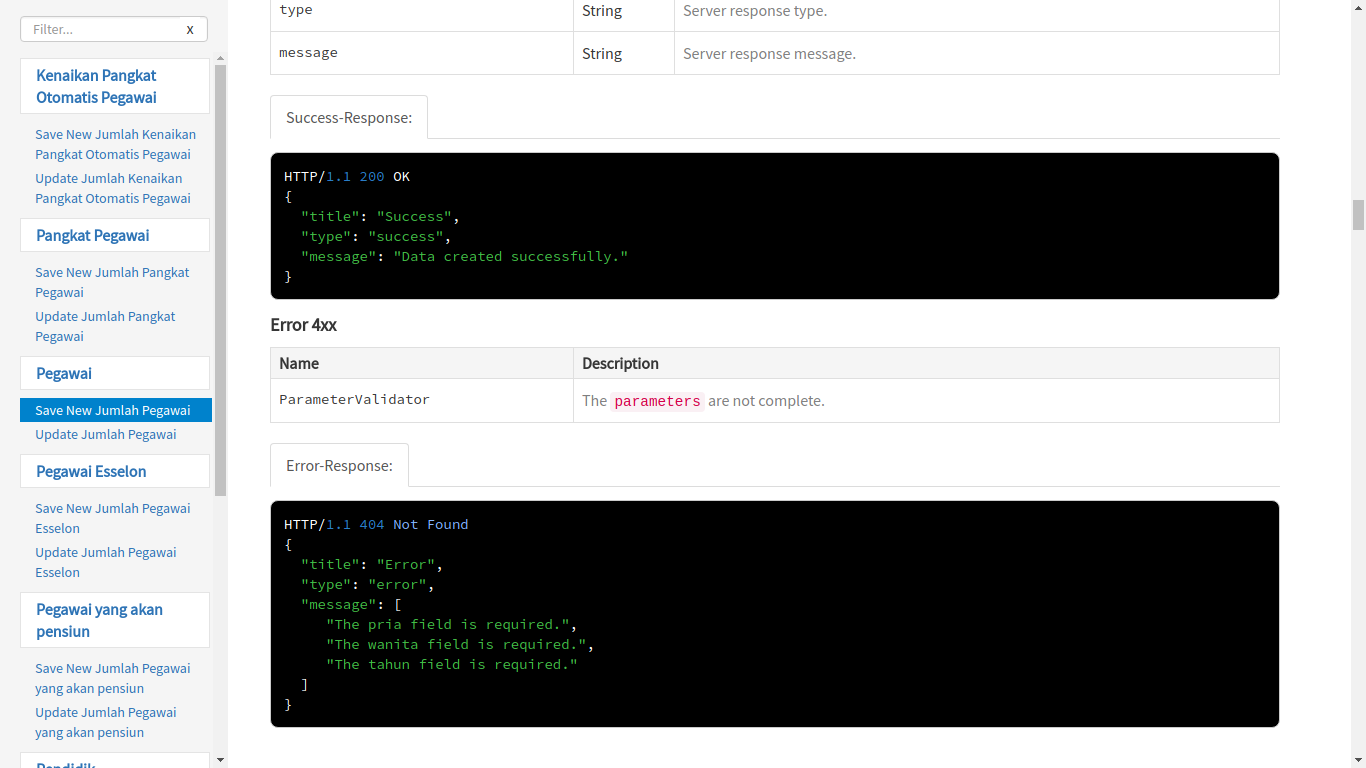 Filter...
x
Kenaikan Pangkat
Otomatis Pegawai
Save New Jumlah Kenaikan
Pangkat Otomatis Pegawai
Update Jumlah Kenaikan
Pangkat Otomatis Pegawai
Pangkat Pegawai
Save New Jumlah Pangkat
Pegawai
Update Jumlah Pangkat
Pegawai
Pegawai
Save New Jumlah Pegawai
Update Jumlah Pegawai
Pegawai Esselon
Save New Jumlah Pegawai
Esselon
Update Jumlah Pegawai
Esselon
Pegawai yang akan
pensiun
Save New Jumlah Pegawai
yang akan pensiun
Update Jumlah Pegawai
yang akan pensiun
Pendidik
type String Server response type.
message String Server response message.
Success-Response:
HTTP/1.1 200 OK
{
"title": "Success",
"type": "success",
"message": "Data created successfully."
}
Error 4xx
Name Description
ParameterValidator The parameters are not complete.
Error-Response:
HTTP/1.1 404 Not Found
{
"title": "Error",
"type": "error",
"message": [
"The pria field is required.",
"The wanita field is required.",
"The tahun field is required."
]
}